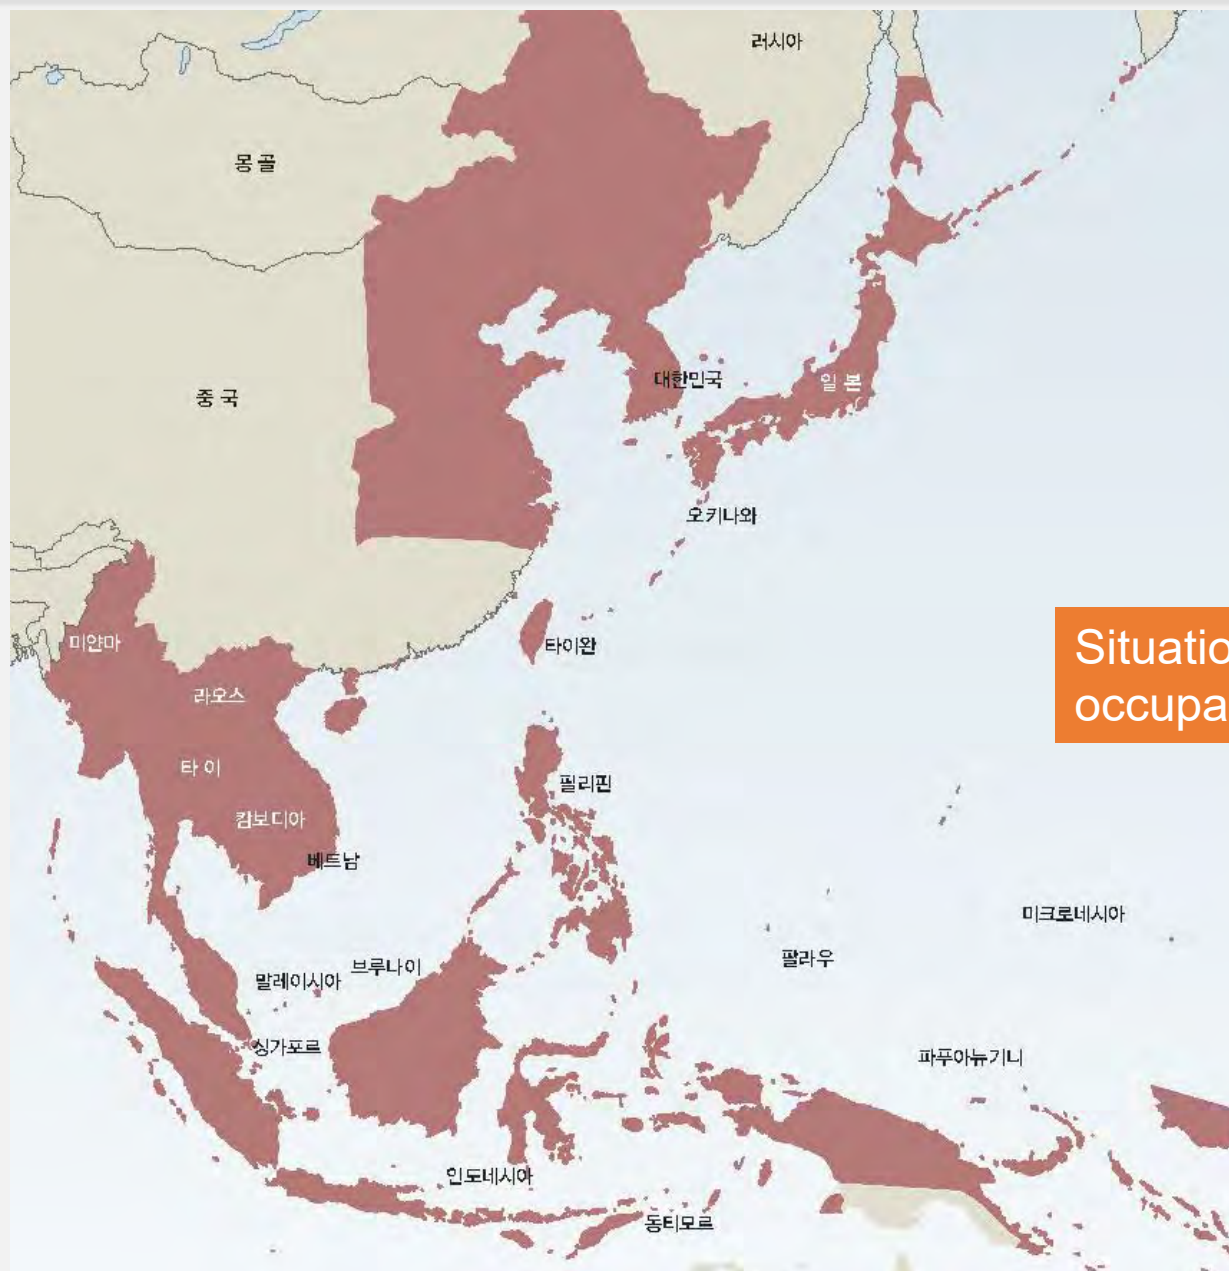 러시아
몽골
중국
대한민국
일본
오키나와
타이완
미얀마
라오스
타이
캄보디아
베트남
필리핀
Situatio
occupa
미크로네시아
팔라우
브루나이
말레이시아
싱가포르
파푸아뉴기니
인도네시아
동티모르